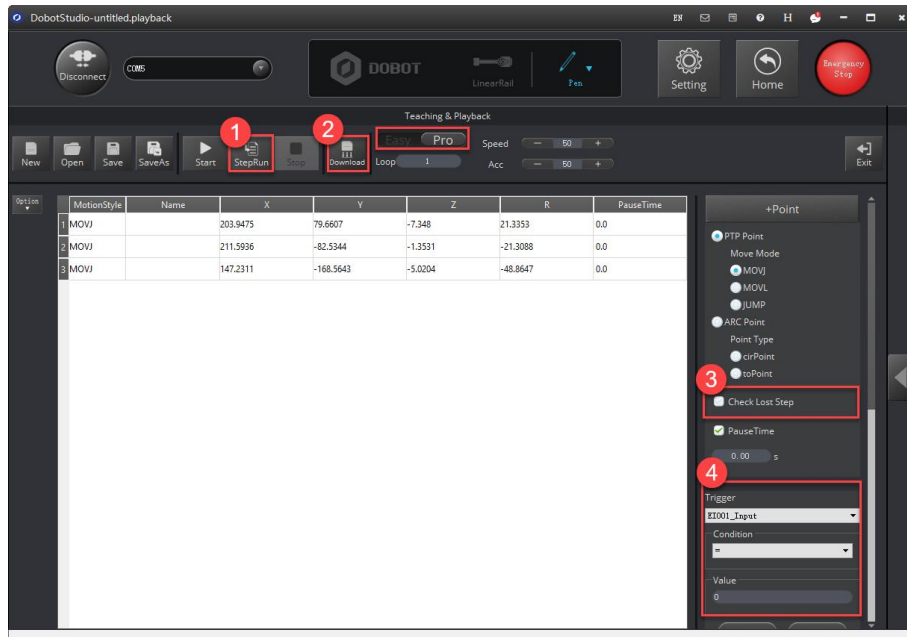 DobotStudio-untitled.playback
EN
H
Disconnect
COM5
DOBOT
LinearRail
Pen
Setting
Home
Emergency
Stop
Teaching & Playback
1
2
New
Open
Save
SaveAs
Start
StepRun
Stop
Download
Easy
Pro
Loop
1
Speed
50
+
Acc
50
+
Exit
Option
MotionStyle Name X Y Z R PauseTime
1 MOVJ 203.9475 79.6607 -7.348 21.3353 0.0
2 MOVJ 211.5936 -82.5344 -1.3531 -21.3088 0.0
3 MOVJ 147.2311 -168.5643 -5.0204 -48.8647 0.0
+Point
PTP Point
Move Mode
MOVJ
MOVL
JUMP
ARC Point
Point Type
cirPoint
toPoint
3
Check Lost Step
PauseTime
0.00 s
4
Trigger
EIO01_Input
Condition
=
Value
0